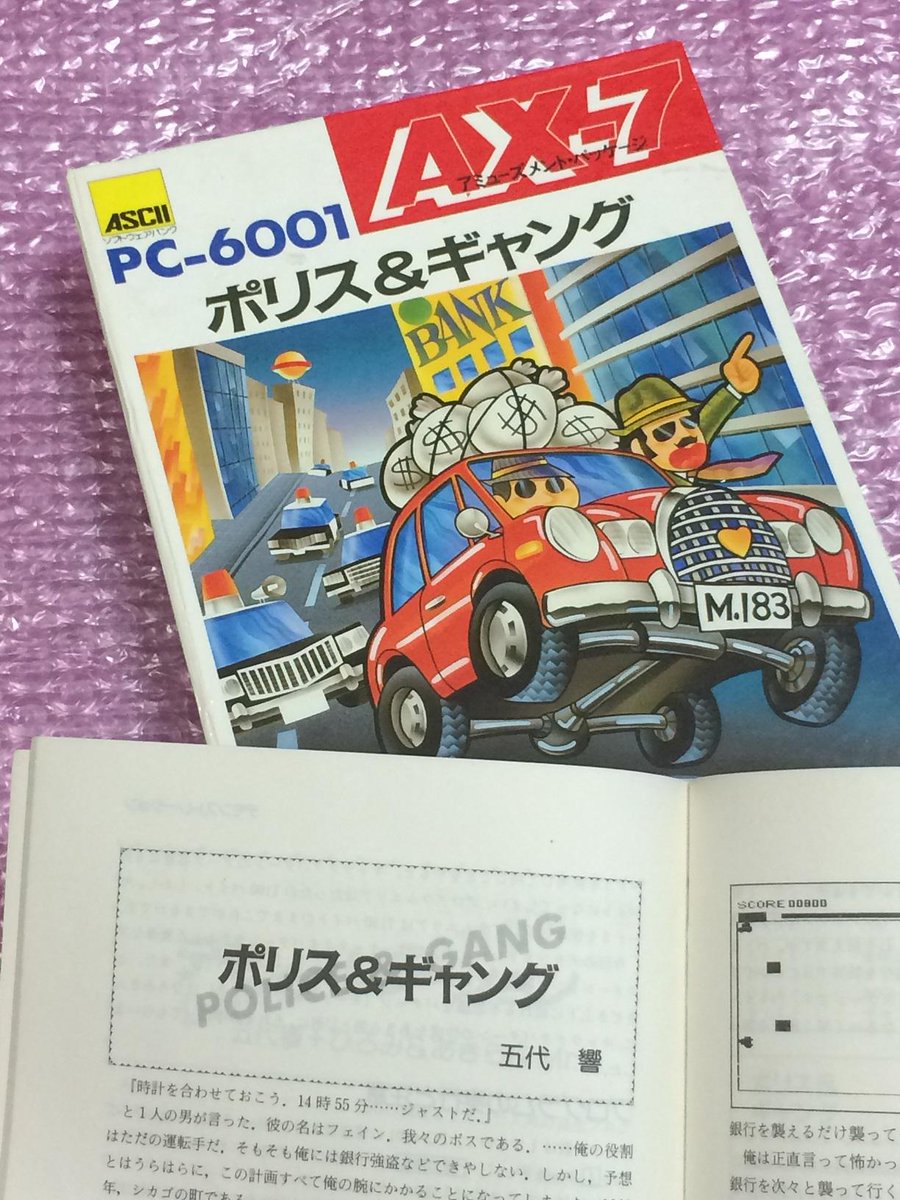 AX-7
アミューズメント・パッケージ
ASCII
ソフトウェアバンク
PC-6001
ポリス&ギャング
BANK
$
$
$
$
M.183
SCORE 00800
POLICE & GANG
ポリス&ギャング
五代 響
『時計を合わせておこう．14時55分……ジャストだ．』
と1人の男が言った．彼の名はフェイン．我々のボスである．……俺の役割
はただの運転手だ．そもそも俺には銀行強盗などできやしない．しかし，予想
とはうらはらに，この計画すべて俺の腕にかかることになってしまった．
年，シカゴの町である
銀行を襲えるだけ襲って
俺は正直言って怖かっ
銀行を次々と襲って行く